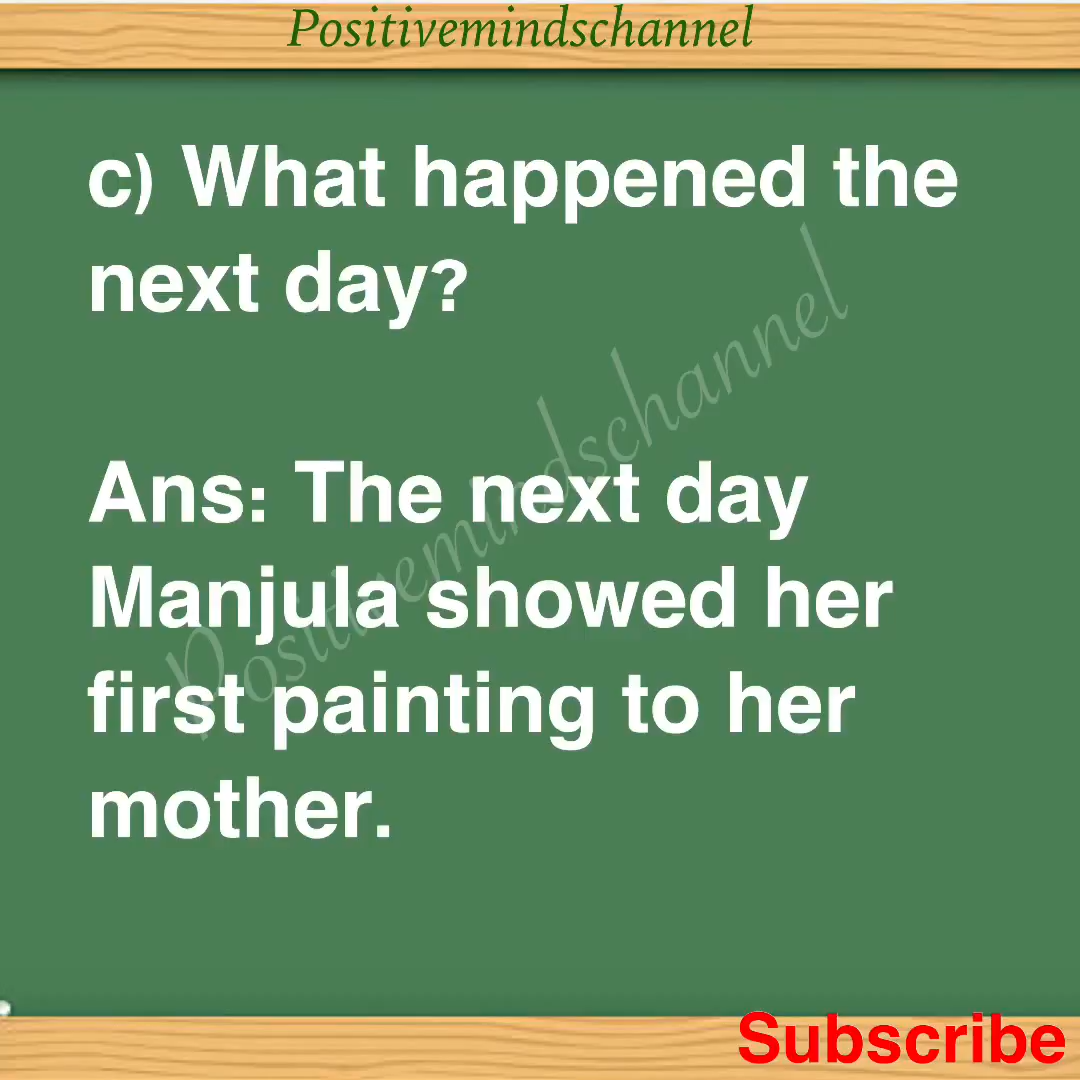 Positivemindschannel
c) What happened the
next day?
Positivemindschannel
Ans: The next day
Manjula showed her
first painting to her
mother.
Subscribe